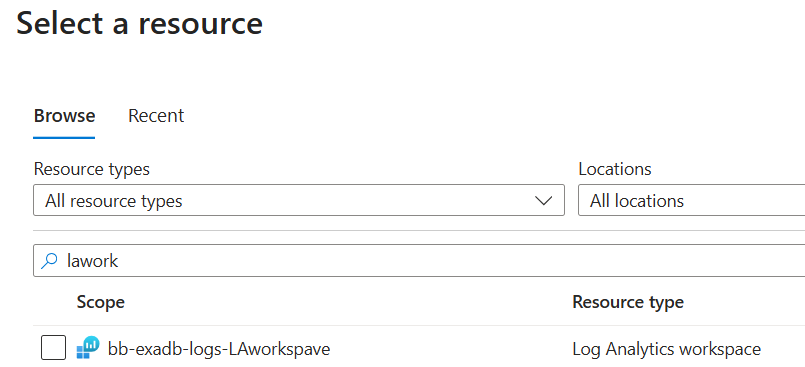 Select a resource
Browse Recent
Resource types Locations
All resource types All locations
lawork
Scope Resource type
bb-exadb-logs-LAworkspave Log Analytics workspace